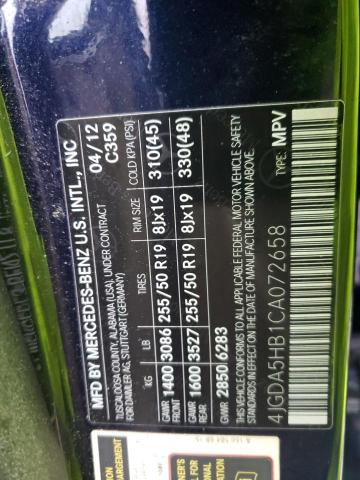 MFD BY MERCEDES-BENZ U.S. INTL., INC
TUSCALOOSA COUNTY, ALABAMA (USA), UNDER CONTRACT
FOR DAIMLER AG, STUTTGART (GERMANY)
04/12
C359
KG LB TIRES RIM SIZE COLD KPA(PSI)
GAWR FRONT 1400 3086 255/50 R19 8Jx19 310(45)
GAWR REAR 1600 3527 255/50 R19 8Jx19 330(48)
GVWR 2850 6283
THIS VEHICLE CONFORMS TO ALL APPLICABLE FEDERAL MOTOR VEHICLE SAFETY
STANDARDS IN EFFECT ON THE DATE OF MANUFACTURE SHOWN ABOVE.
4JGDA5HB1CA072658 TYPE: MPV